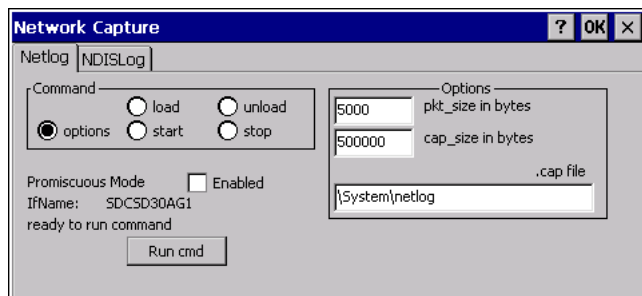 Network Capture ? OK ×
Netlog NDISLog
Command
load unload
options start stop
Promiscuous Mode Enabled
IfName: SDCSD30AG1
ready to run command
Run cmd
Options
5000 pkt_size in bytes
500000 cap_size in bytes
.cap file
\System\netlog